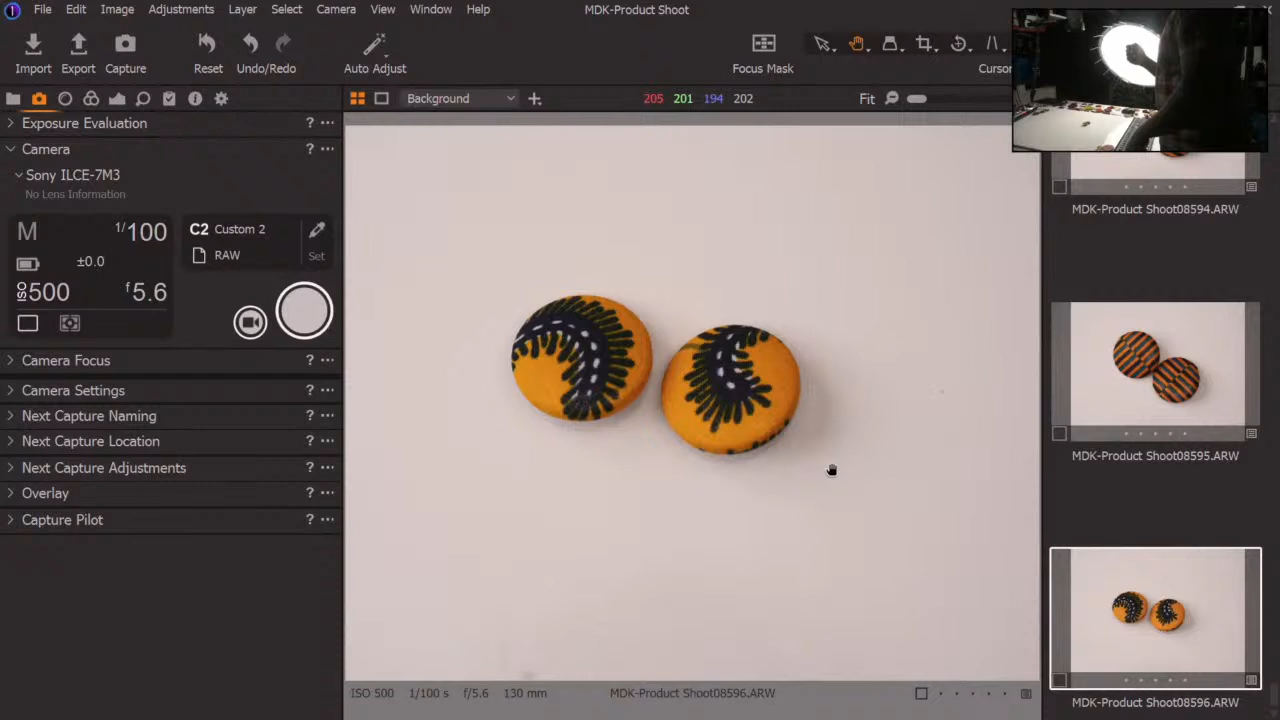 File Edit Image Adjustments Layer Select Camera View Window Help MDK-Product Shoot
Import Export Capture Reset Undo/Redo Auto Adjust Focus Mask Cursor
Background 205 201 194 202 Fit
Exposure Evaluation ? ...
Camera ? ...
Sony ILCE-7M3
No Lens Information
M 1/100 C2 Custom 2
±0.0 RAW Set
ISO 500 f5.6
Camera Focus ? ...
Camera Settings ? ...
Next Capture Naming ? ...
Next Capture Location ? ...
Next Capture Adjustments ? ...
Overlay ? ...
Capture Pilot ? ...
MDK-Product Shoot08594.ARW
MDK-Product Shoot08595.ARW
ISO 500 1/100 s f/5.6 130 mm MDK-Product Shoot08596.ARW
MDK-Product Shoot08596.ARW